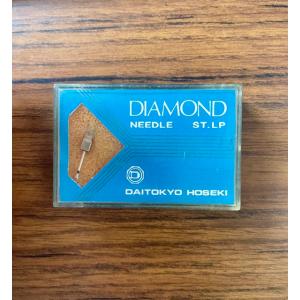 DIAMOND
NEEDLE ST. LP
DAITOKYO HOSEKI